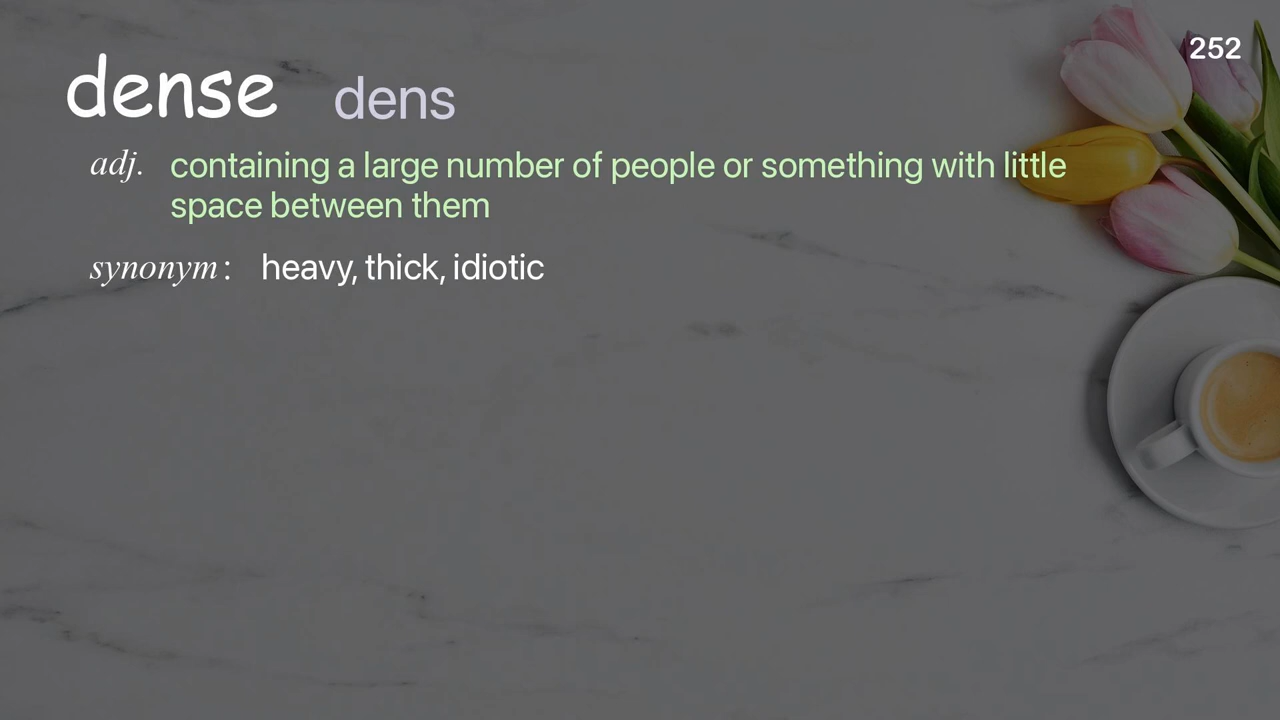 252
dense dens
adj. containing a large number of people or something with little
space between them
synonym: heavy, thick, idiotic